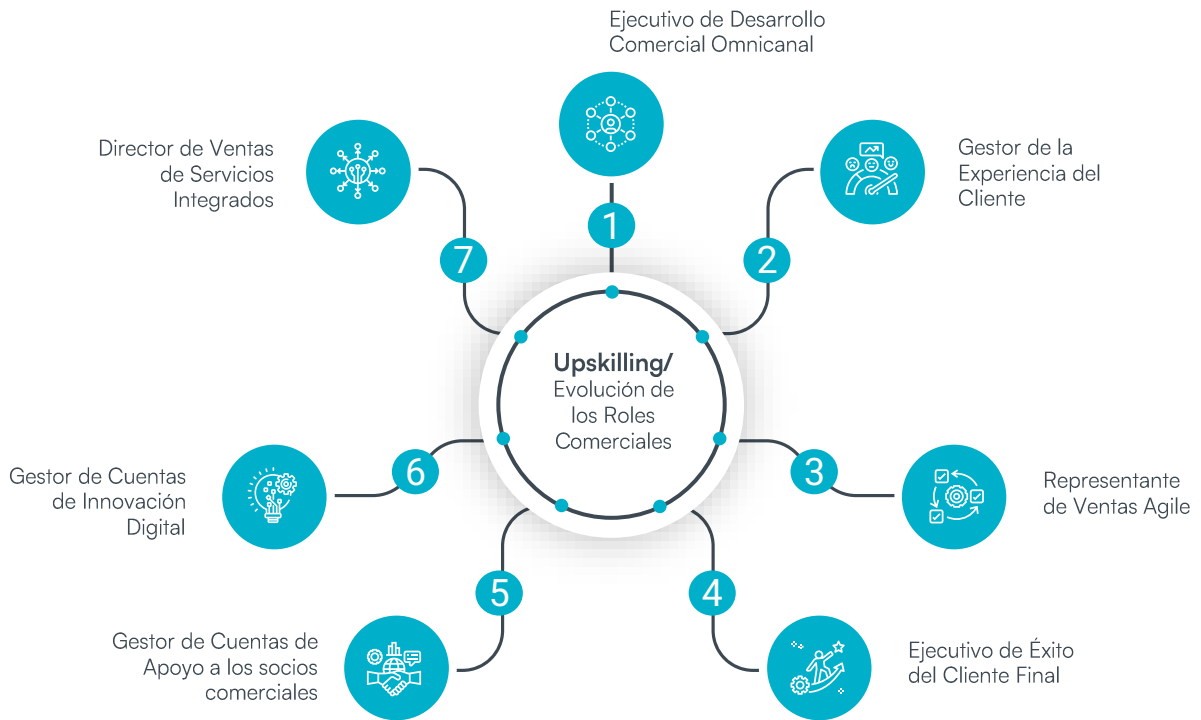 Ejecutivo de Desarrollo
Comercial Omnicanal
1
Gestor de la
Experiencia del
Cliente
2
Representante
de Ventas Agile
3
Ejecutivo de Éxito
del Cliente Final
4
Gestor de Cuentas de
Apoyo a los socios
comerciales
5
Gestor de Cuentas
de Innovación
Digital
6
Director de Ventas
de Servicios
Integrados
7
Upskilling/
Evolución de
los Roles
Comerciales